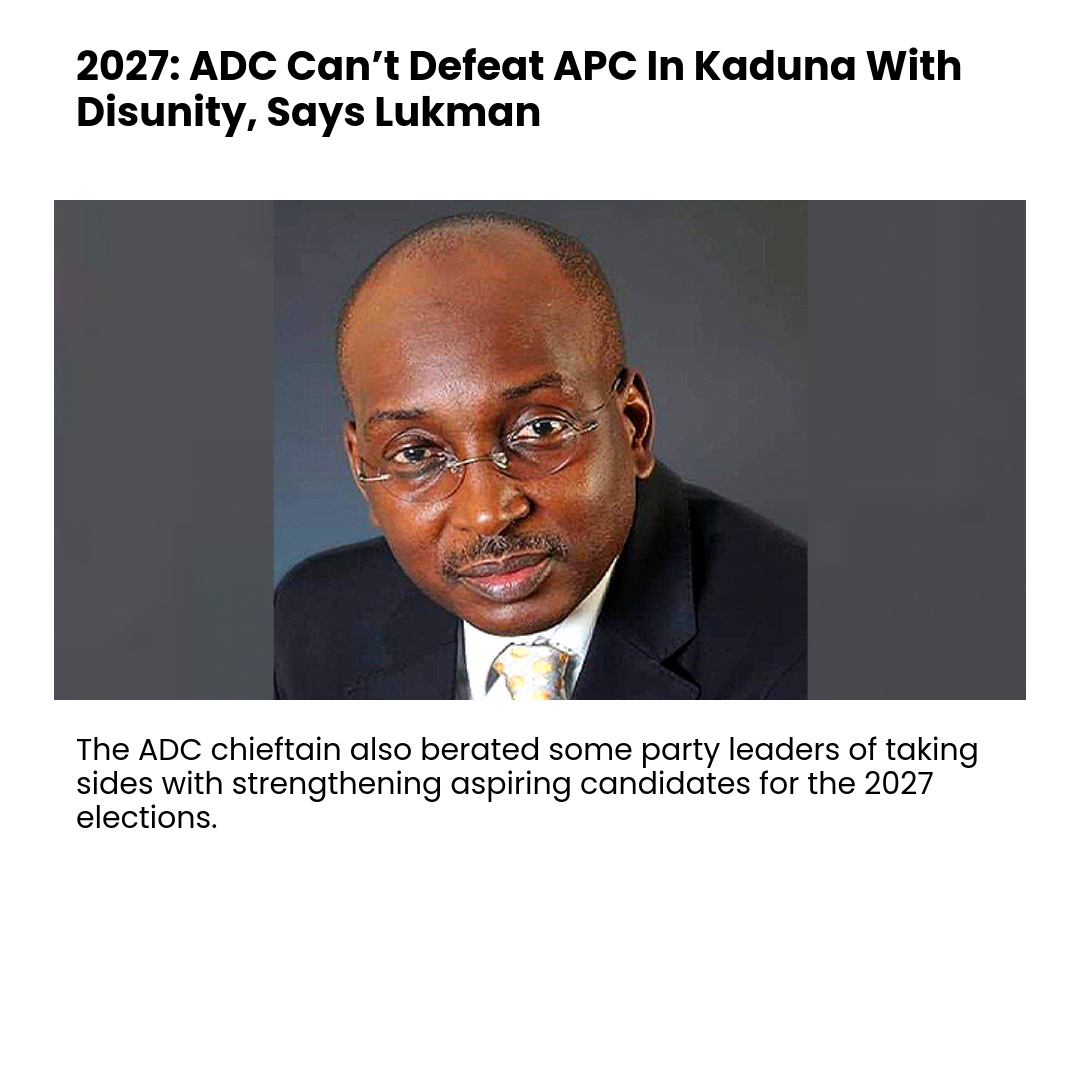 2027: ADC Can’t Defeat APC In Kaduna With
Disunity, Says Lukman
The ADC chieftain also berated some party leaders of taking
sides with strengthening aspiring candidates for the 2027
elections.